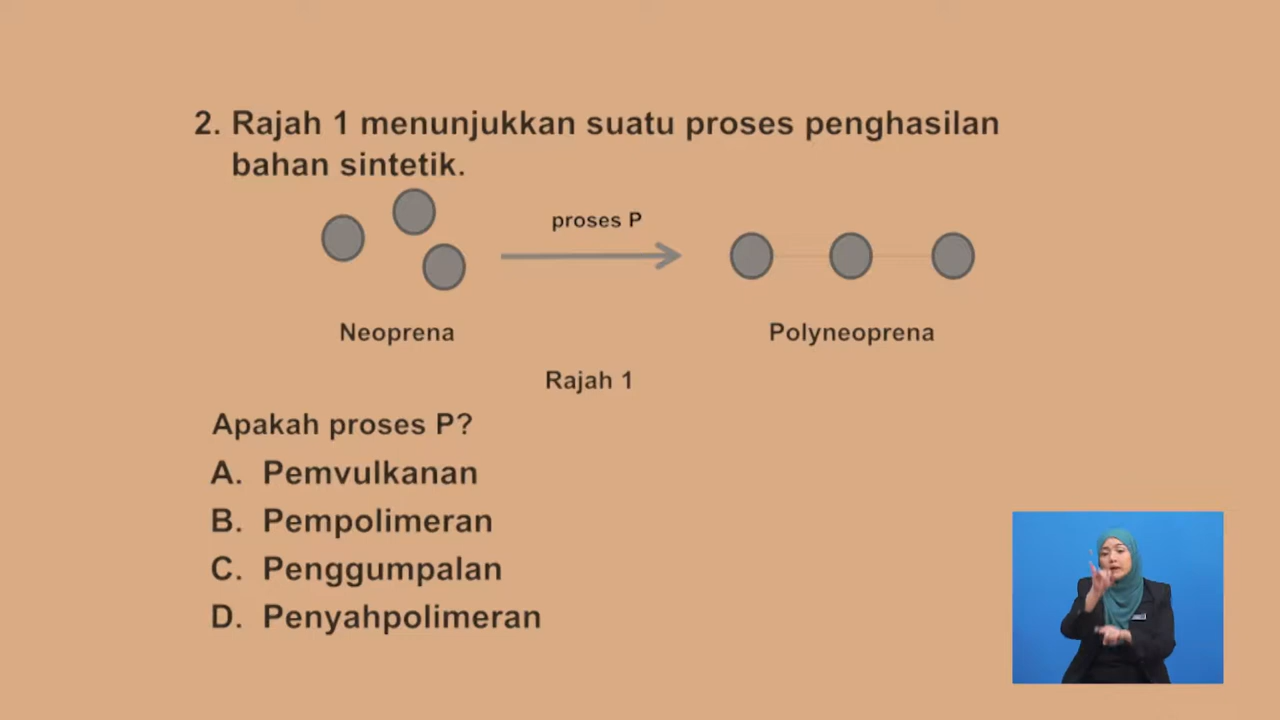 2. Rajah 1 menunjukkan suatu proses penghasilan
bahan sintetik.
proses P
Neoprena
Polyneoprena
Rajah 1
Apakah proses P?
A. Pemvulkanan
B. Pempolimeran
C. Penggumpalan
D. Penyahpolimeran